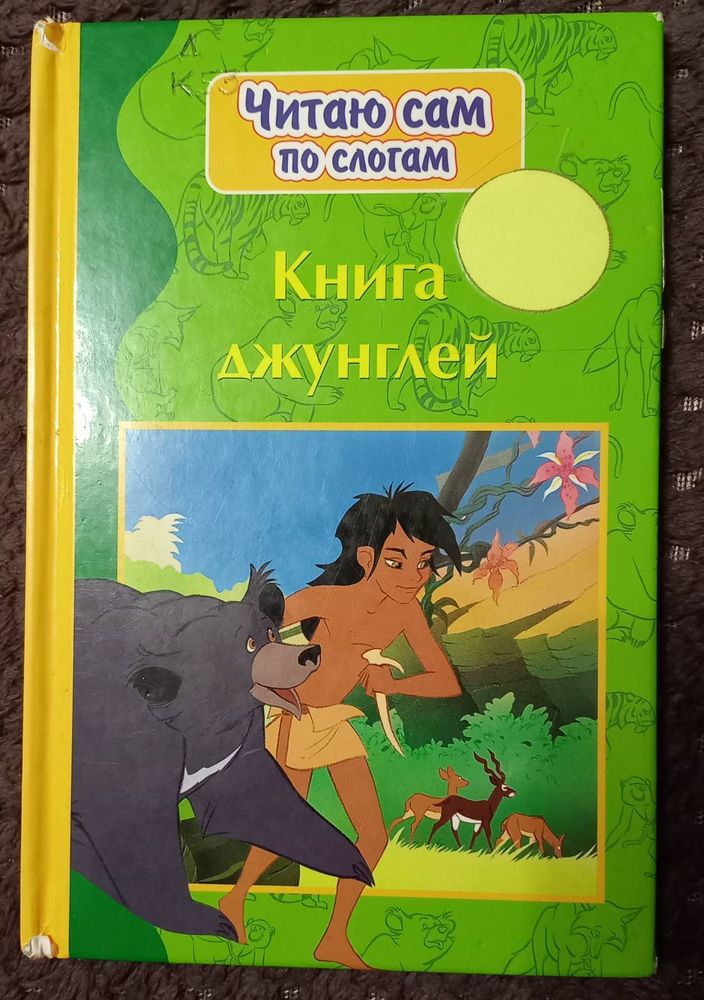 Читаю сам
по слогам
Книга
джунглей